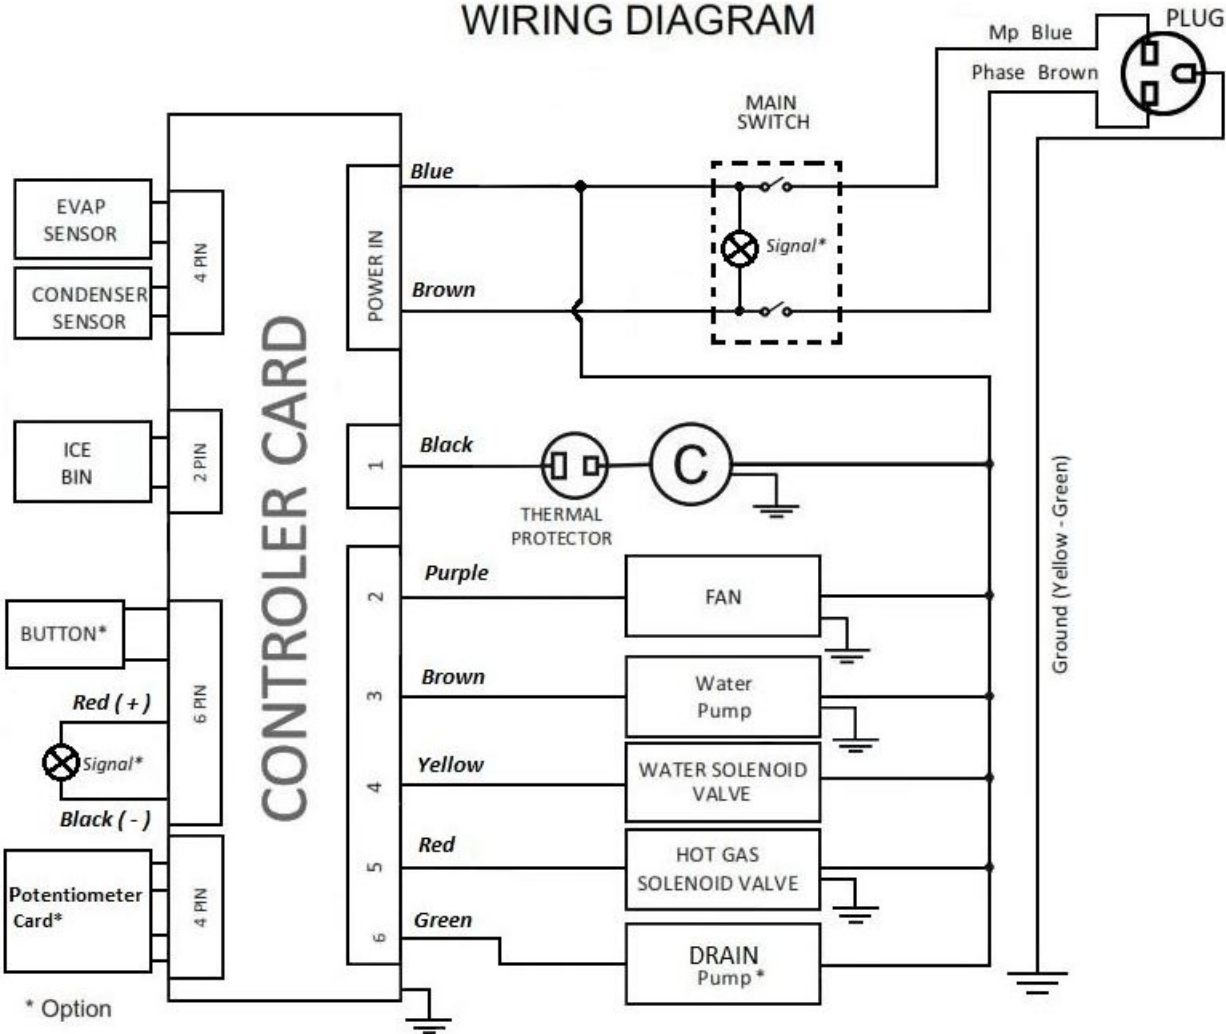 WIRING DIAGRAM
PLUG
Mp Blue
Phase Brown
MAIN
SWITCH
Blue
EVAP
SENSOR
4 PIN
POWER IN
Signal*
CONDENSER
SENSOR
Brown
CONTROLER CARD
ICE
BIN
2 PIN
1
Black
C
THERMAL
PROTECTOR
Ground (Yellow - Green)
2
Purple
FAN
BUTTON*
6 PIN
Red ( + )
Signal*
Black ( - )
3
Brown
Water
Pump
4
Yellow
WATER SOLENOID
VALVE
5
Red
HOT GAS
SOLENOID VALVE
Potentiometer
Card*
4 PIN
6
Green
DRAIN
Pump *
* Option